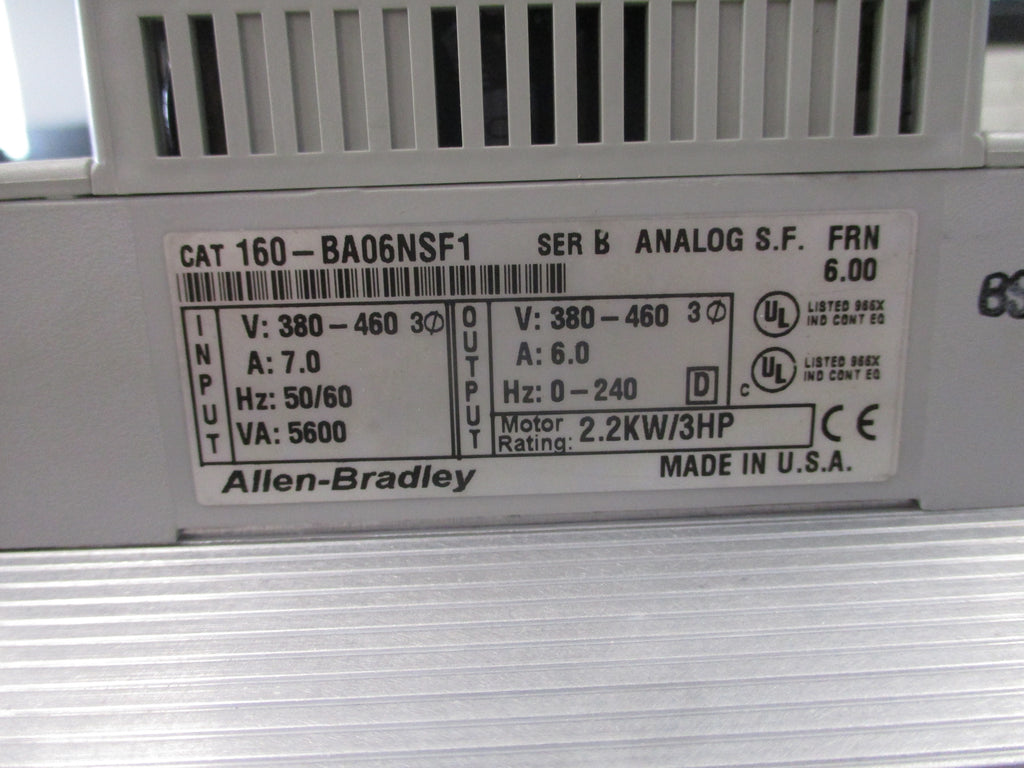 CAT 160-BA06NSF1 SER B ANALOG S.F. FRN
6.00
INPUT
V: 380-460 3Ø
A: 7.0
Hz: 50/60
VA: 5600
OUTPUT
V: 380-460 3Ø
A: 6.0
Hz: 0-240 D
Motor
Rating: 2.2KW/3HP
UL LISTED 966X
IND CONT EQ
C UL LISTED 966X
IND CONT EQ
CE
Allen-Bradley
MADE IN U.S.A.